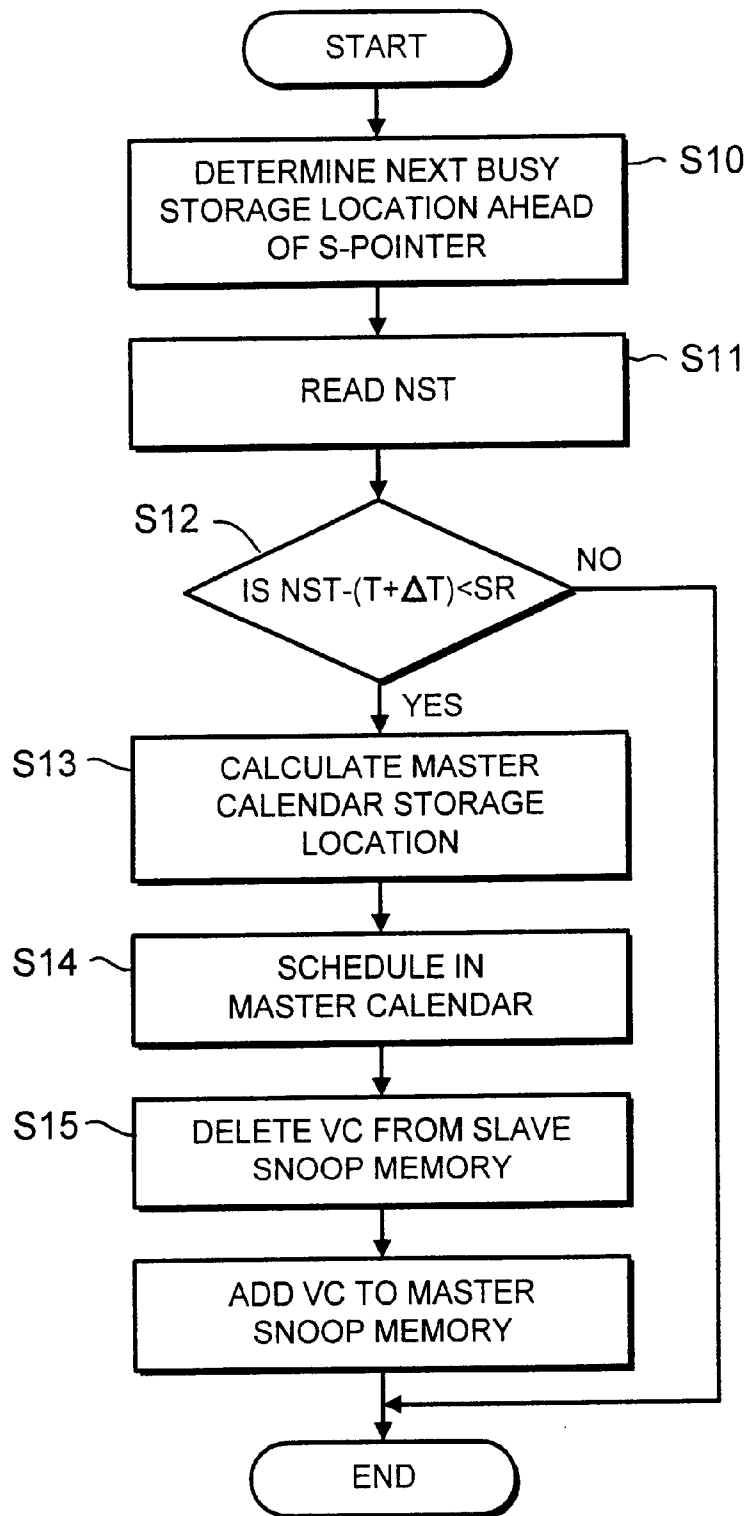 START
DETERMINE NEXT BUSY
STORAGE LOCATION AHEAD
OF S-POINTER
S10
READ NST
S11
S12
IS NST-(T+ΔT)<SR
NO
YES
S13
CALCULATE MASTER
CALENDAR STORAGE
LOCATION
S14
SCHEDULE IN
MASTER CALENDAR
S15
DELETE VC FROM SLAVE
SNOOP MEMORY
ADD VC TO MASTER
SNOOP MEMORY
END